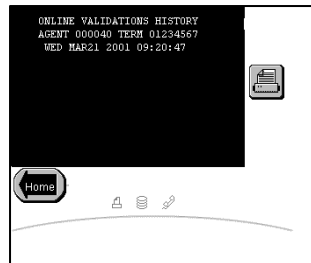 ONLINE VALIDATIONS HISTORY
AGENT 000040 TERM 01234567
WED MAR21 2001 09:20:47
Home